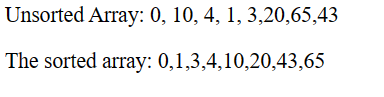 Unsorted Array: 0, 10, 4, 1, 3,20,65,43
The sorted array: 0,1,3,4,10,20,43,65